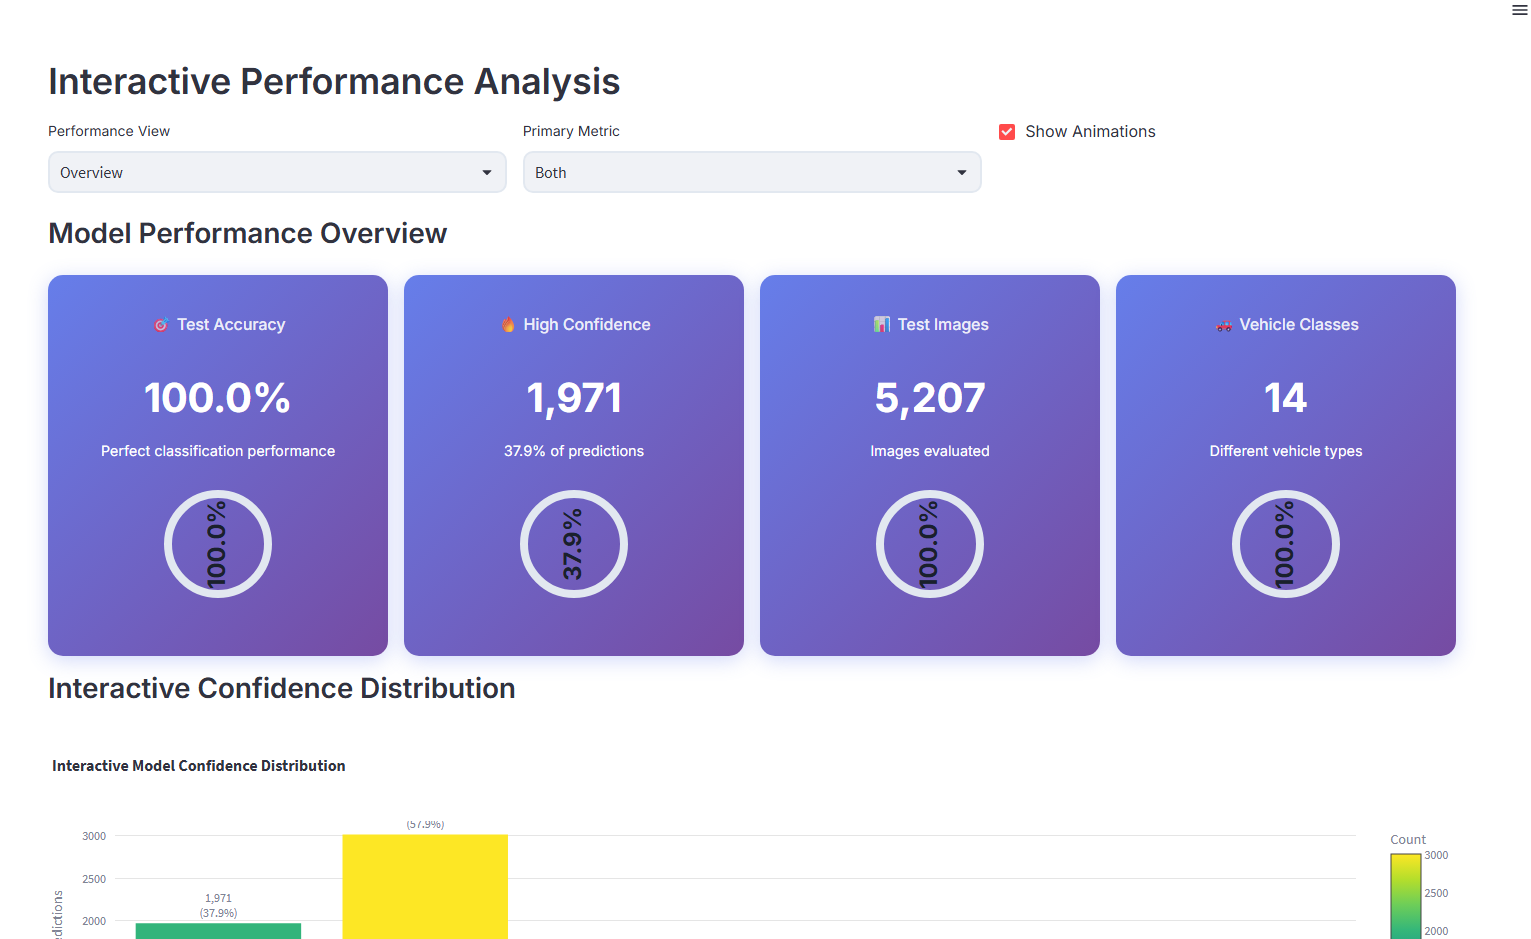 Interactive Performance Analysis
Performance View
Primary Metric
Show Animations
Overview
Both
Model Performance Overview
🎯 Test Accuracy
100.0%
Perfect classification performance
100.0%
🔥 High Confidence
1,971
37.9% of predictions
37.9%
📊 Test Images
5,207
Images evaluated
100.0%
🚗 Vehicle Classes
14
Different vehicle types
100.0%
Interactive Confidence Distribution
Interactive Model Confidence Distribution
(57.9%)
3000
2500
2000
1,971
(37.9%)
Count
3000
2500
2000